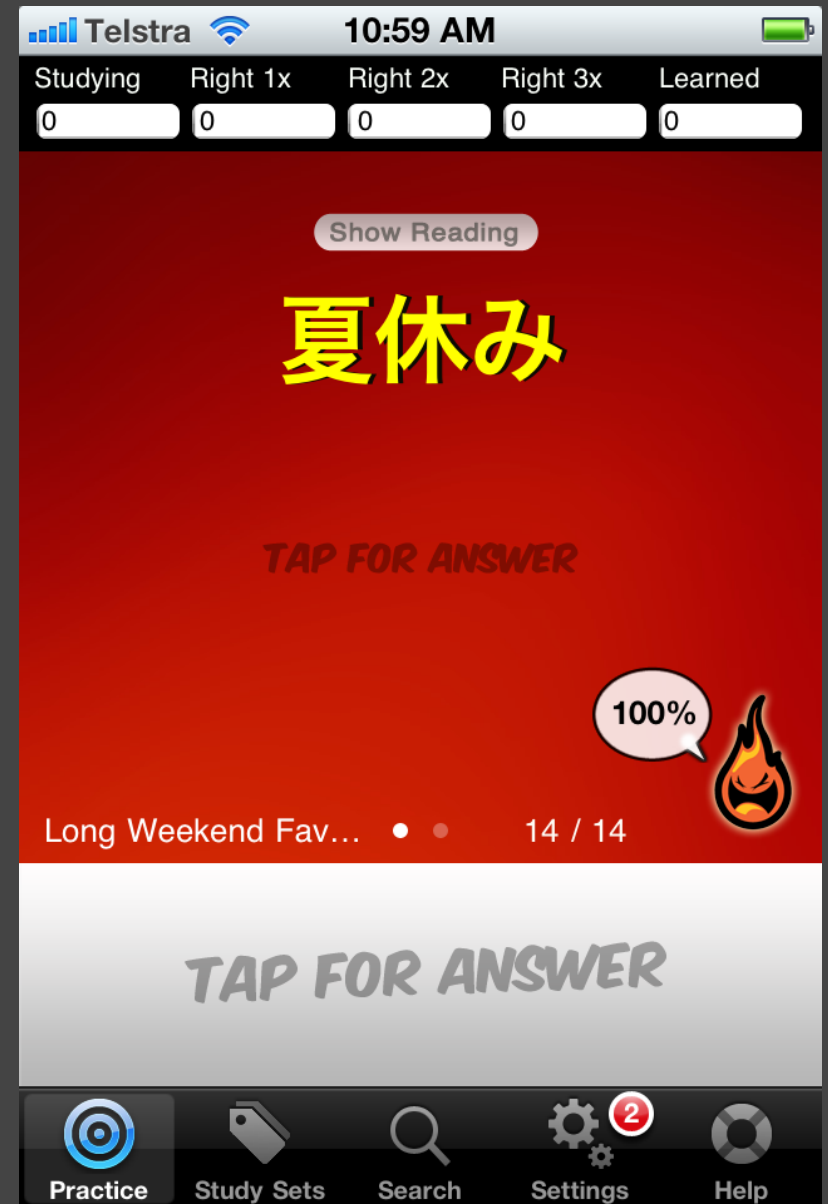 Telstra 10:59 AM
Studying Right 1x Right 2x Right 3x Learned
0 0 0 0 0
Show Reading
夏休み
TAP FOR ANSWER
100%
Long Weekend Fav... 14 / 14
TAP FOR ANSWER
2
Practice Study Sets Search Settings Help